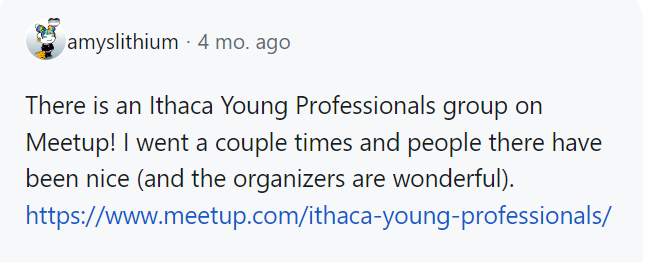 amyslithium · 4 mo. ago
There is an Ithaca Young Professionals group on
Meetup! I went a couple times and people there have
been nice (and the organizers are wonderful).
https://www.meetup.com/ithaca-young-professionals/